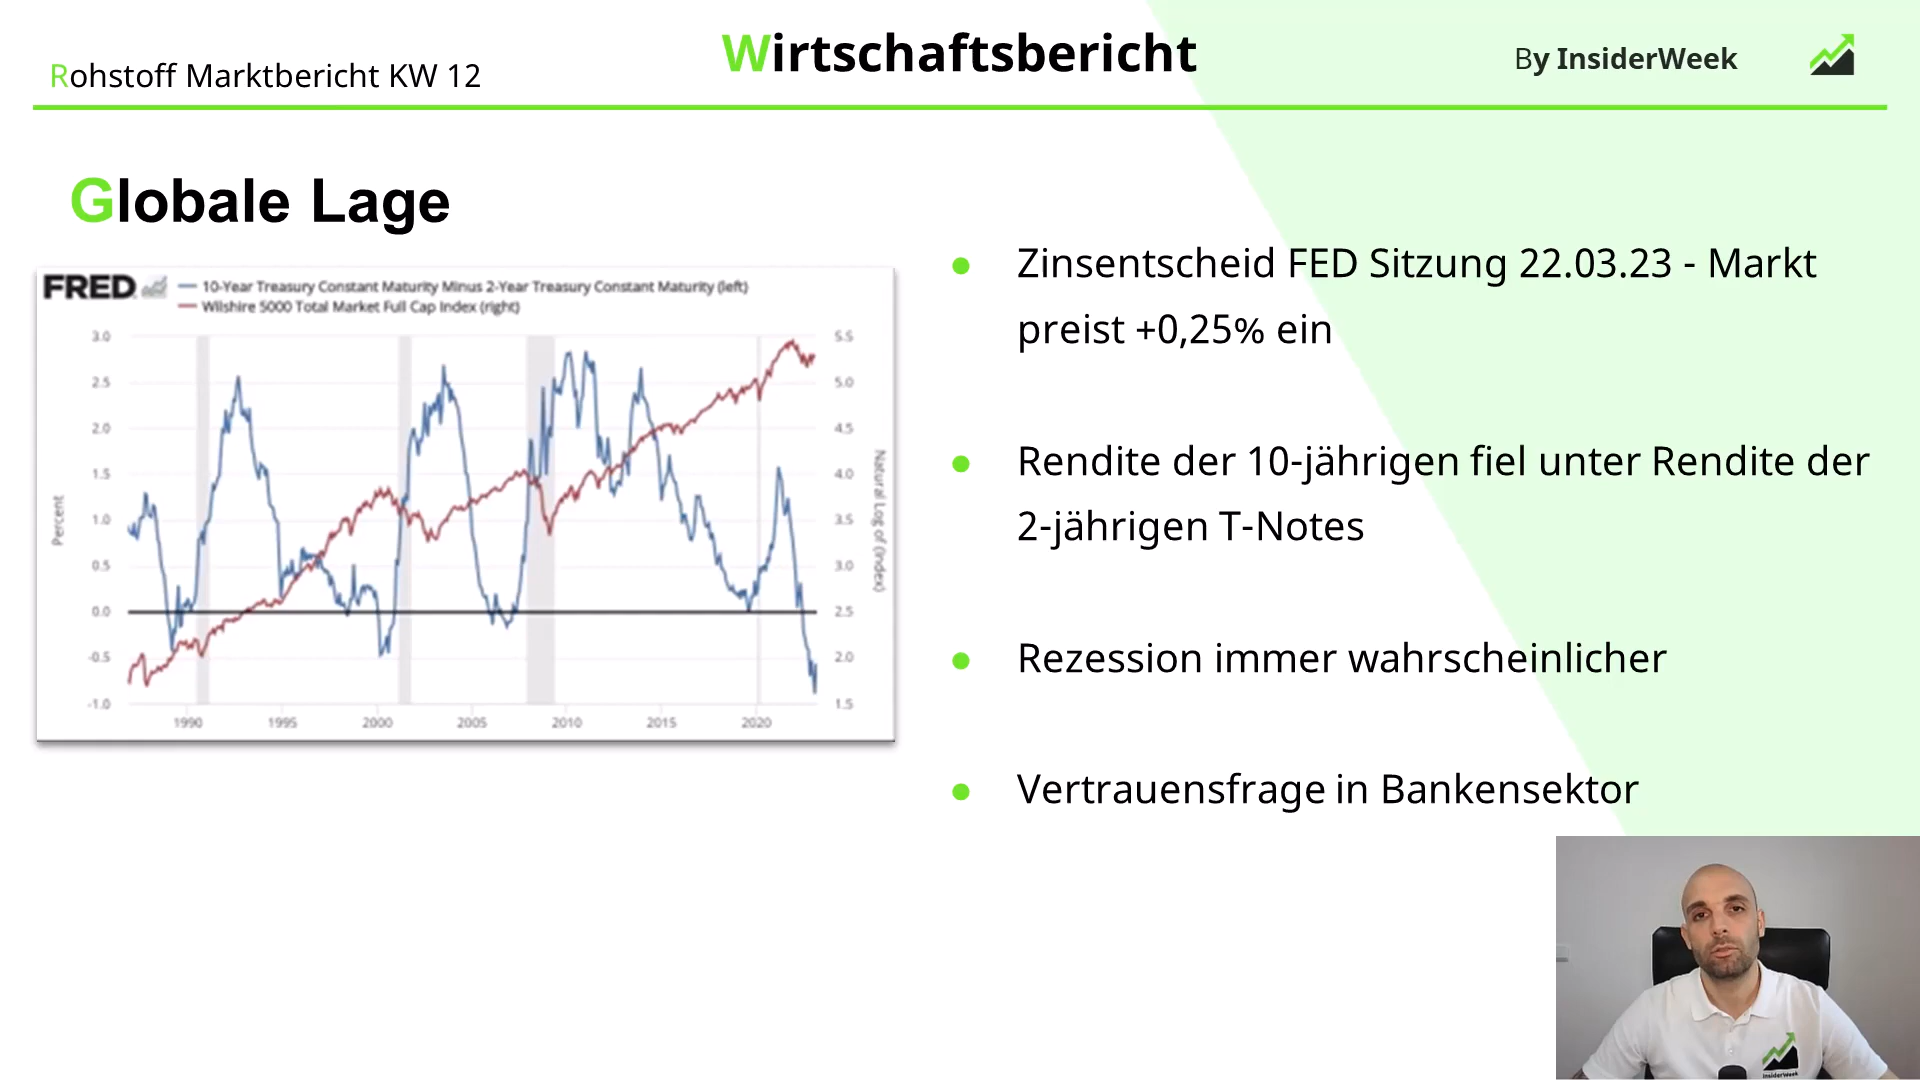 Rohstoff Marktbericht KW 12
Wirtschaftsbericht
By InsiderWeek
Globale Lage
FRED
10-Year Treasury Constant Maturity Minus 2-Year Treasury Constant Maturity (left)
Wilshire 5000 Total Market Full Cap Index (right)
3.0
2.5
2.0
1.5
1.0
0.5
0.0
-0.5
-1.0
Percent
5.5
5.0
4.5
4.0
3.5
3.0
2.5
2.0
1.5
Natural Log of (Index)
1990 1995 2000 2005 2010 2015 2020
● Zinsentscheid FED Sitzung 22.03.23 - Markt
preist +0,25% ein
● Rendite der 10-jährigen fiel unter Rendite der
2-jährigen T-Notes
● Rezession immer wahrscheinlicher
● Vertrauensfrage in Bankensektor
InsiderWeek